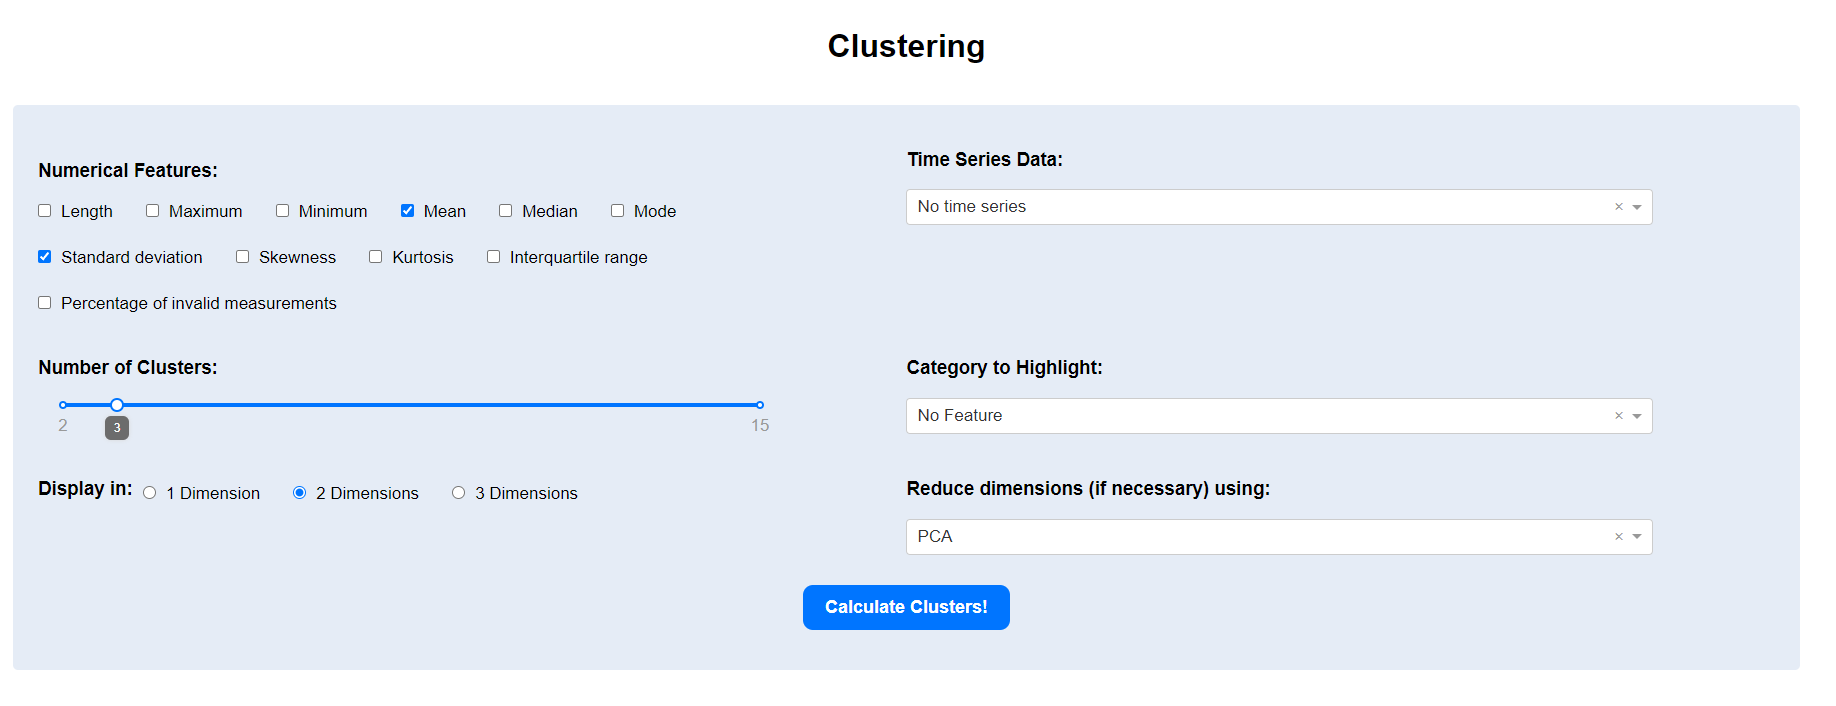 Clustering
Numerical Features:
Length Maximum Minimum Mean Median Mode
Standard deviation Skewness Kurtosis Interquartile range
Percentage of invalid measurements
Time Series Data:
No time series
Number of Clusters:
2 3 15
Category to Highlight:
No Feature
Display in: 1 Dimension 2 Dimensions 3 Dimensions
Reduce dimensions (if necessary) using:
PCA
Calculate Clusters!